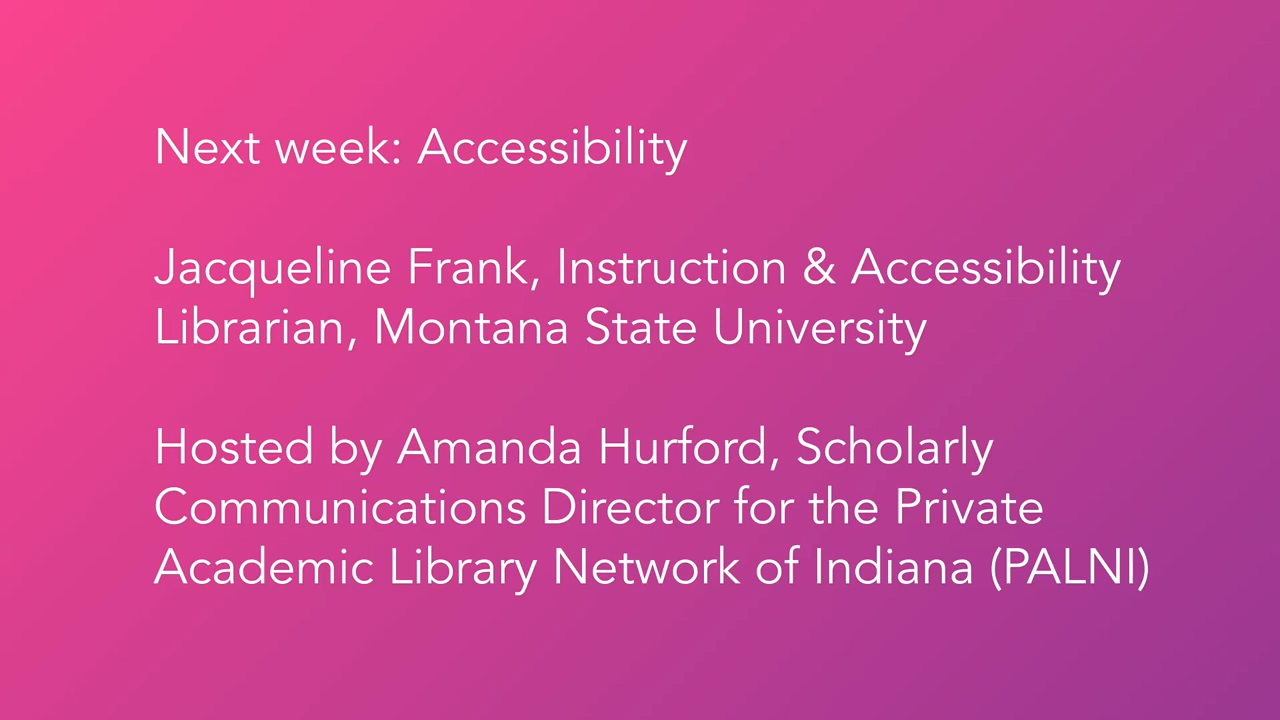 Next week: Accessibility
Jacqueline Frank, Instruction & Accessibility
Librarian, Montana State University
Hosted by Amanda Hurford, Scholarly
Communications Director for the Private
Academic Library Network of Indiana (PALNI)